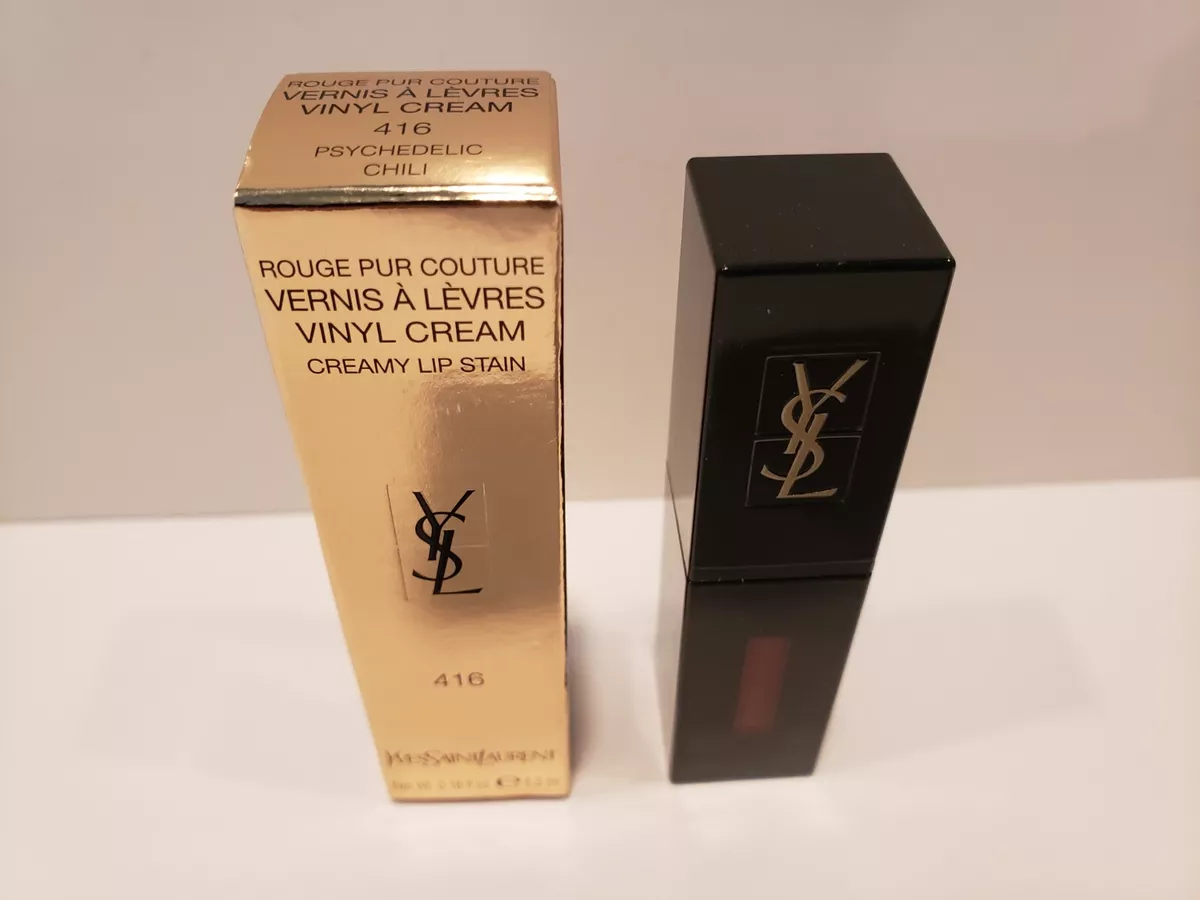 ROUGE PUR COUTURE
VERNIS À LÈVRES
VINYL CREAM
416
PSYCHEDELIC
CHILI
ROUGE PUR COUTURE
VERNIS À LÈVRES
VINYL CREAM
CREAMY LIP STAIN
YSL
416
YVESSAINTLAURENT
YSL